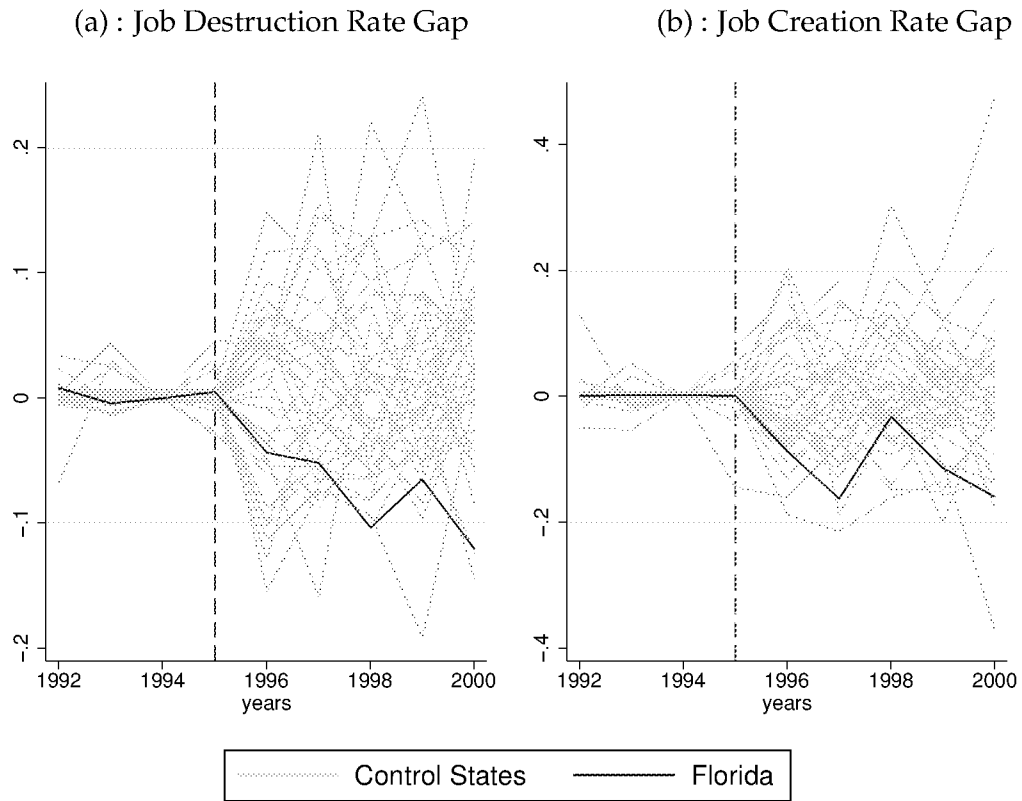 (a) : Job Destruction Rate Gap
.2
.1
0
-.1
-.2
1992 1994 1996 1998 2000
years
(b) : Job Creation Rate Gap
.4
.2
0
-.2
-.4
1992 1994 1996 1998 2000
years
Control States Florida